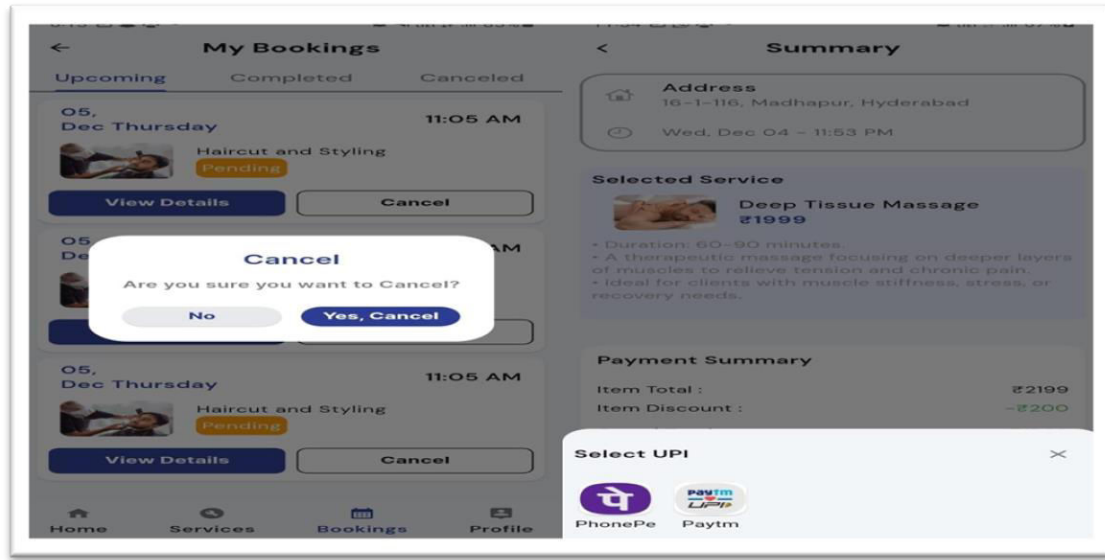 My Bookings
Upcoming Completed Canceled
05,
Dec Thursday
11:05 AM
Haircut and Styling
Pending
View Details Cancel
05
De
AM
Cancel
Are you sure you want to Cancel?
No Yes, Cancel
05,
Dec Thursday
11:05 AM
Haircut and Styling
Pending
View Details Cancel
Home Services Bookings Profile
Summary
Address
16-1-116, Madhapur, Hyderabad
Wed, Dec 04 - 11:53 PM
Selected Service
Deep Tissue Massage
₹1999
• Duration: 60-90 minutes.
• A therapeutic massage focusing on deeper layers
of muscles to relieve tension and chronic pain.
• Ideal for clients with muscle stiffness, stress, or
recovery needs.
Payment Summary
Item Total : ₹2199
Item Discount : -₹200
Select UPI
पे
Paytm
UPI
PhonePe Paytm